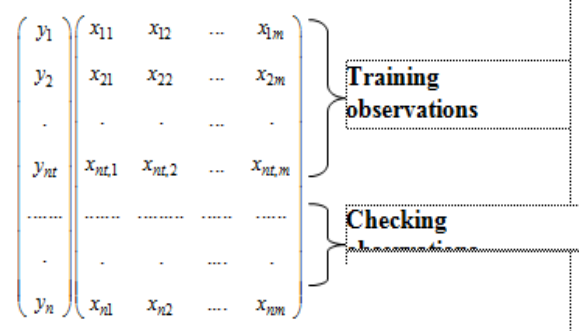 y1 x11 x12 ... x1m
y2 x21 x22 ... x2m
. . . ... .
Training
observations
ynt xnt,1 xnt,2 ... xnt,m
....... ........ ......... ...... ......
Checking
. . . .... .
yn xn1 xn2 .... xnm